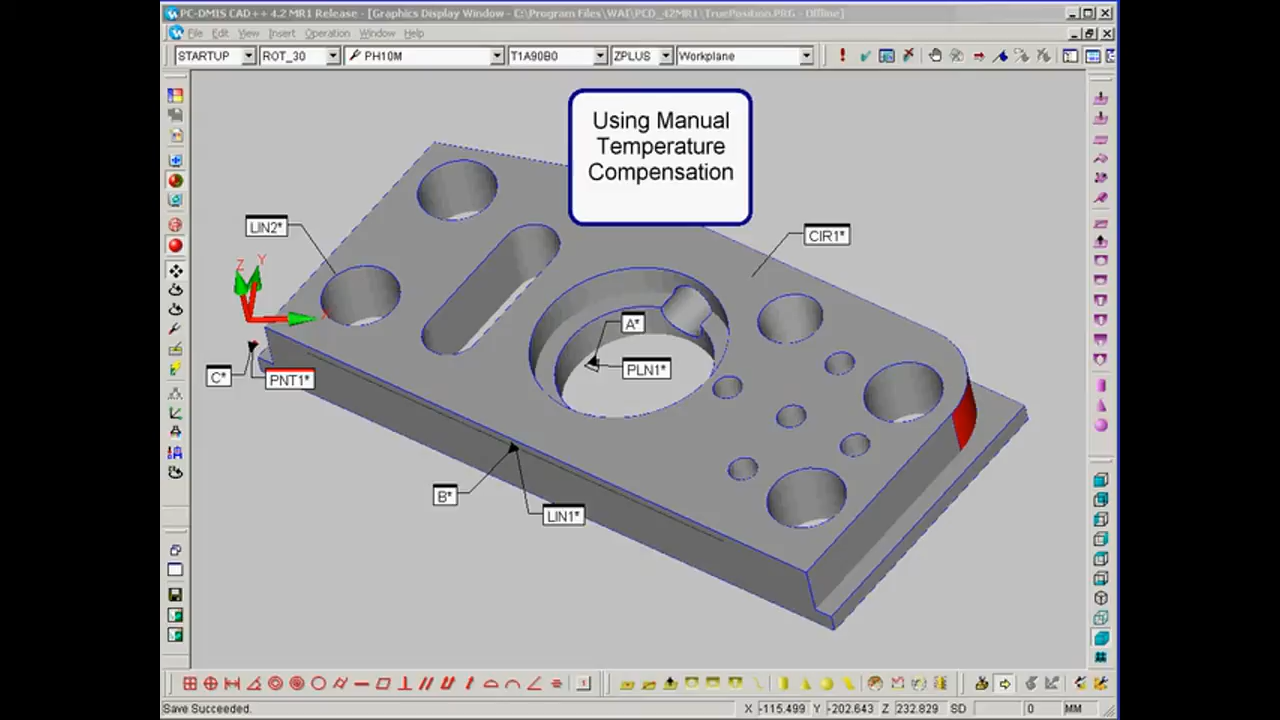 PC-DMIS CAD++ 4.2 MR1 Release - [Graphics Display Window - C:\Program Files\WAI\PCD_42MR1\TruePosition.PRG - Offline]
File Edit View Insert Operation Window Help
STARTUP ROT_30 PH10M T1A90B0 ZPLUS Workplane
Using Manual
Temperature
Compensation
LIN2*
CIR1*
Z Y
X
A*
PLN1*
C*
PNT1*
B*
LIN1*
Save Succeeded.
X -115.499 Y -202.643 Z 232.829 SD 0 MM